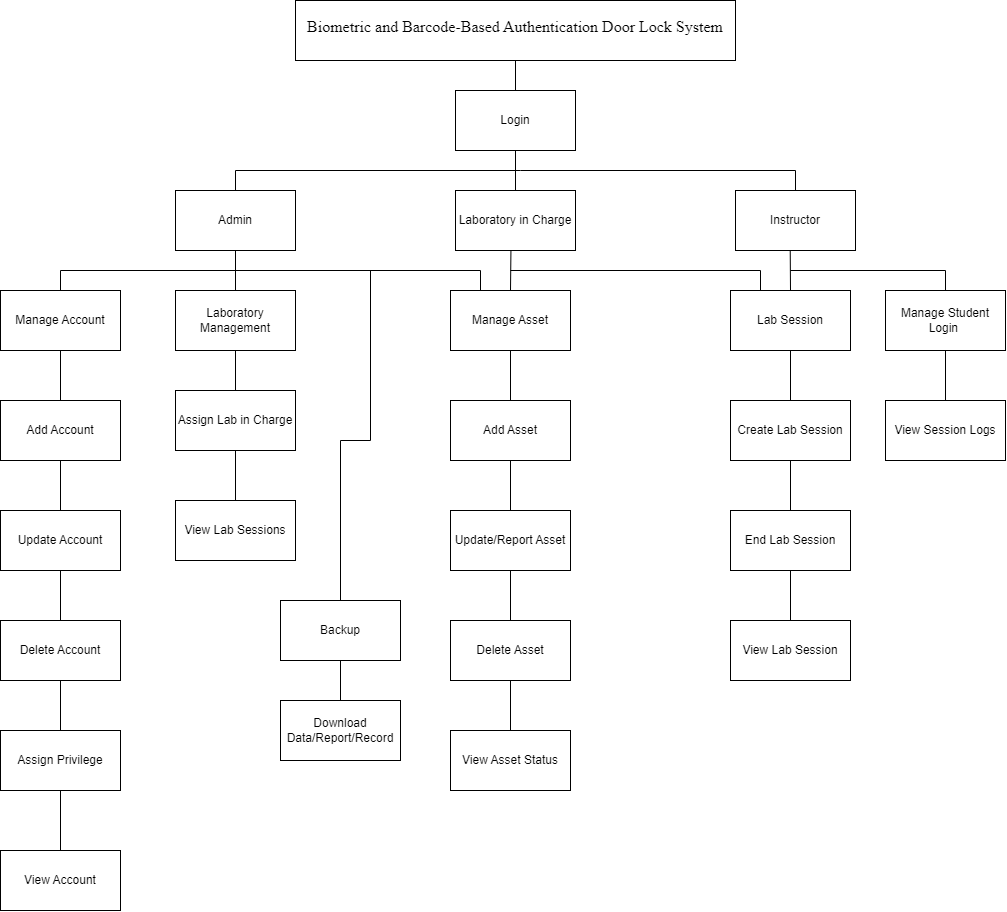 Biometric and Barcode-Based Authentication Door Lock System
Login
Admin
Laboratory in Charge
Instructor
Manage Account
Laboratory
Management
Manage Asset
Lab Session
Manage Student
Login
Add Account
Assign Lab in Charge
Add Asset
Create Lab Session
View Session Logs
Update Account
View Lab Sessions
Update/Report Asset
End Lab Session
Delete Account
Backup
Delete Asset
View Lab Session
Download
Data/Report/Record
Assign Privilege
View Asset Status
View Account